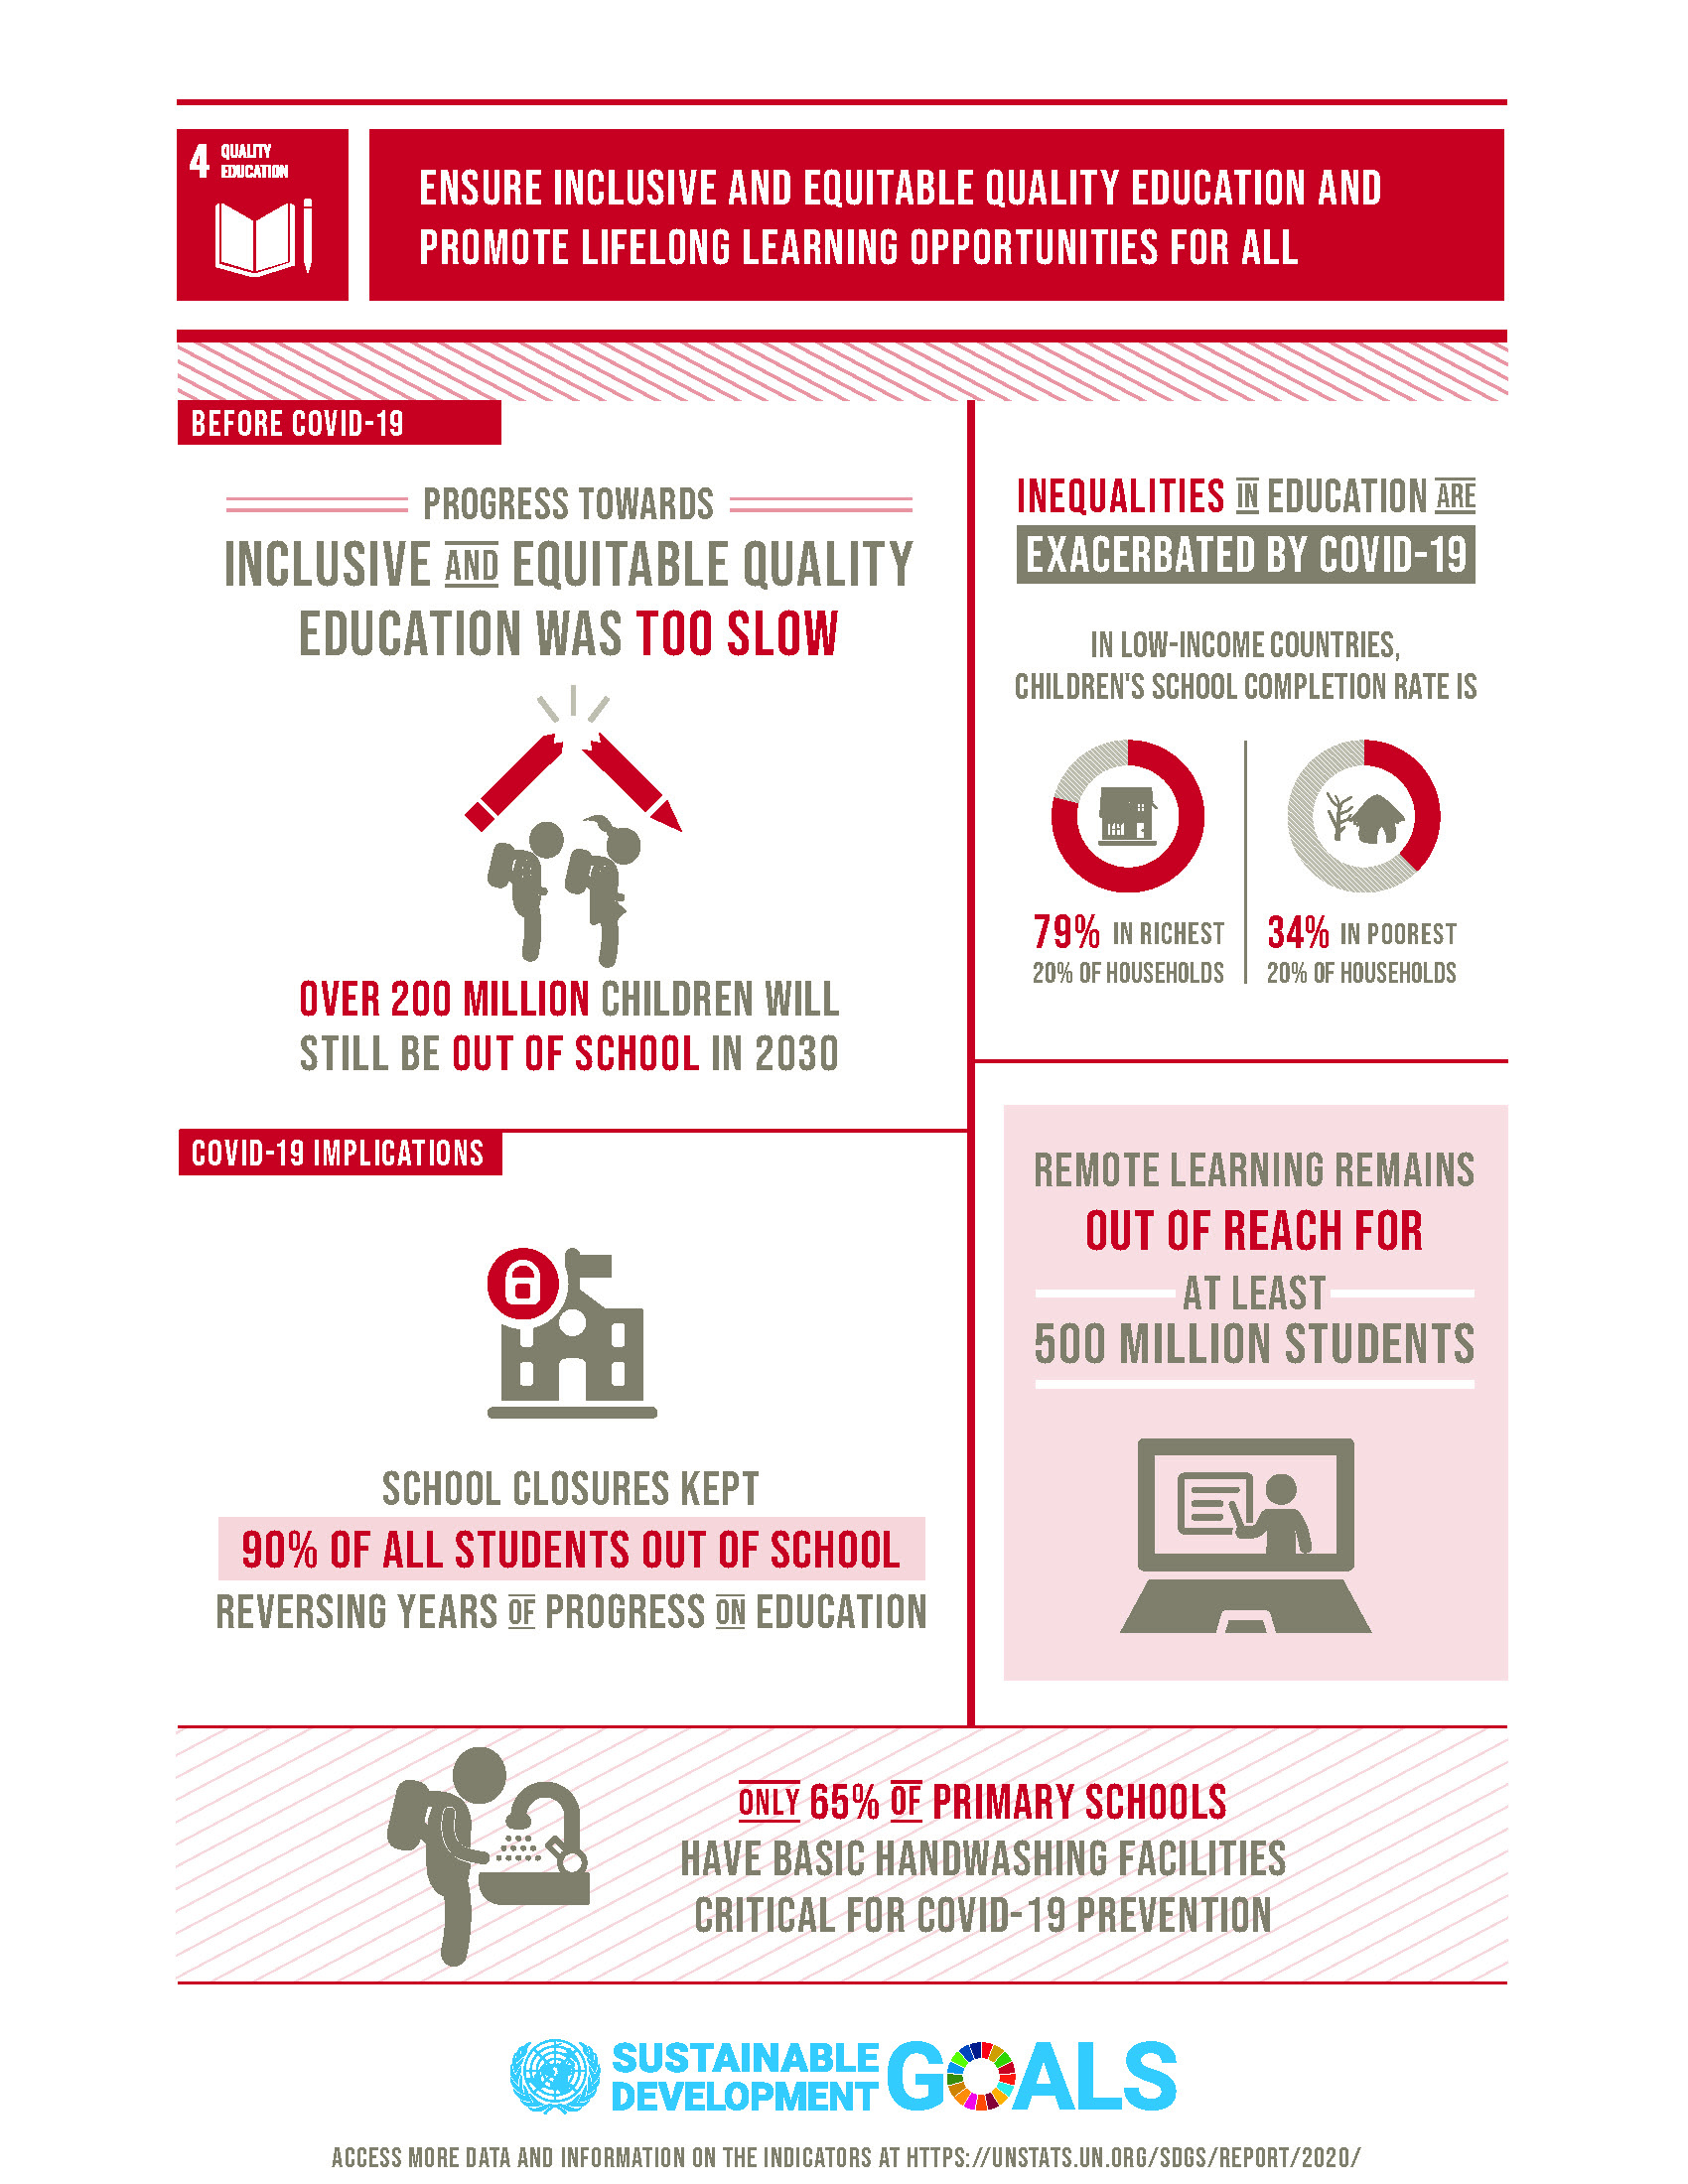 4 QUALITY
EDUCATION
ENSURE INCLUSIVE AND EQUITABLE QUALITY EDUCATION AND
PROMOTE LIFELONG LEARNING OPPORTUNITIES FOR ALL
BEFORE COVID-19
PROGRESS TOWARDS
INCLUSIVE AND EQUITABLE QUALITY
EDUCATION WAS TOO SLOW
OVER 200 MILLION CHILDREN WILL
STILL BE OUT OF SCHOOL IN 2030
INEQUALITIES IN EDUCATION ARE
EXACERBATED BY COVID-19
IN LOW-INCOME COUNTRIES,
CHILDREN'S SCHOOL COMPLETION RATE IS
79% IN RICHEST
20% OF HOUSEHOLDS
34% IN POOREST
20% OF HOUSEHOLDS
COVID-19 IMPLICATIONS
SCHOOL CLOSURES KEPT
90% OF ALL STUDENTS OUT OF SCHOOL
REVERSING YEARS OF PROGRESS ON EDUCATION
REMOTE LEARNING REMAINS
OUT OF REACH FOR
AT LEAST
500 MILLION STUDENTS
ONLY 65% OF PRIMARY SCHOOLS
HAVE BASIC HANDWASHING FACILITIES
CRITICAL FOR COVID-19 PREVENTION
SUSTAINABLE
DEVELOPMENT GOALS
ACCESS MORE DATA AND INFORMATION ON THE INDICATORS AT HTTPS://UNSTATS.UN.ORG/SDGS/REPORT/2020/